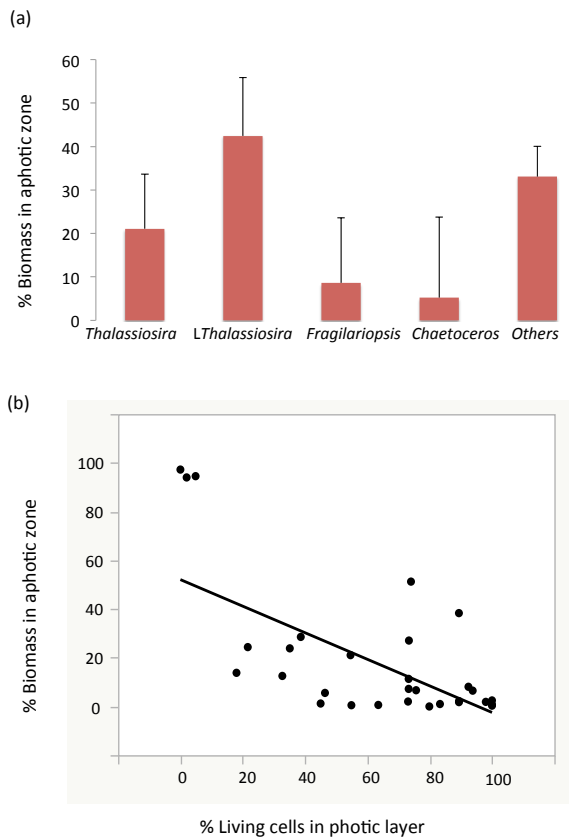 (a)
% Biomass in aphotic zone
60
50
40
30
20
10
0
Thalassiosira LThalassiosira Fragilariopsis Chaetoceros Others
(b)
% Biomass in aphotic zone
100
80
60
40
20
0
0 20 40 60 80 100
% Living cells in photic layer